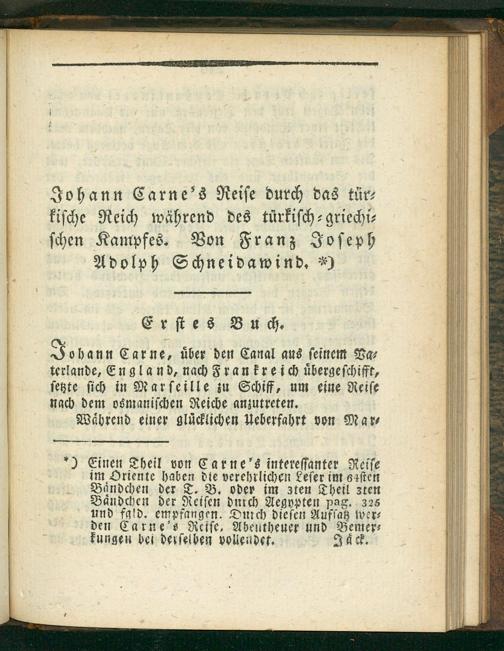 Johann Carne's Reise durch das tür-
kische Reich während des türkisch-griechi-
schen Kampfes. Von Franz Joseph
Adolph Schneidawind. *)
Erstes Buch.
Johann Carne, über den Canal aus seinem Va-
terlande, England, nach Frankreich übergeschifft,
setzte sich in Marseille zu Schiff, um eine Reise
nach dem osmanischen Reiche anzutreten.
Während einer glücklichen Ueberfahrt von Mar-
*) Einen Theil von Carne's interessanter Reise
im Oriente haben die verehrlichen Leser im 64sten
Bändchen der T. B. oder im 3ten Theil 3ten
Bändchen der Reisen durch Aegypten pag. 325
und folg. empfangen. Durch diesen Aufsatz wer-
den Carne's Reise, Abentheuer und Bemer-
kungen bei derselben vollendet. Jäck.